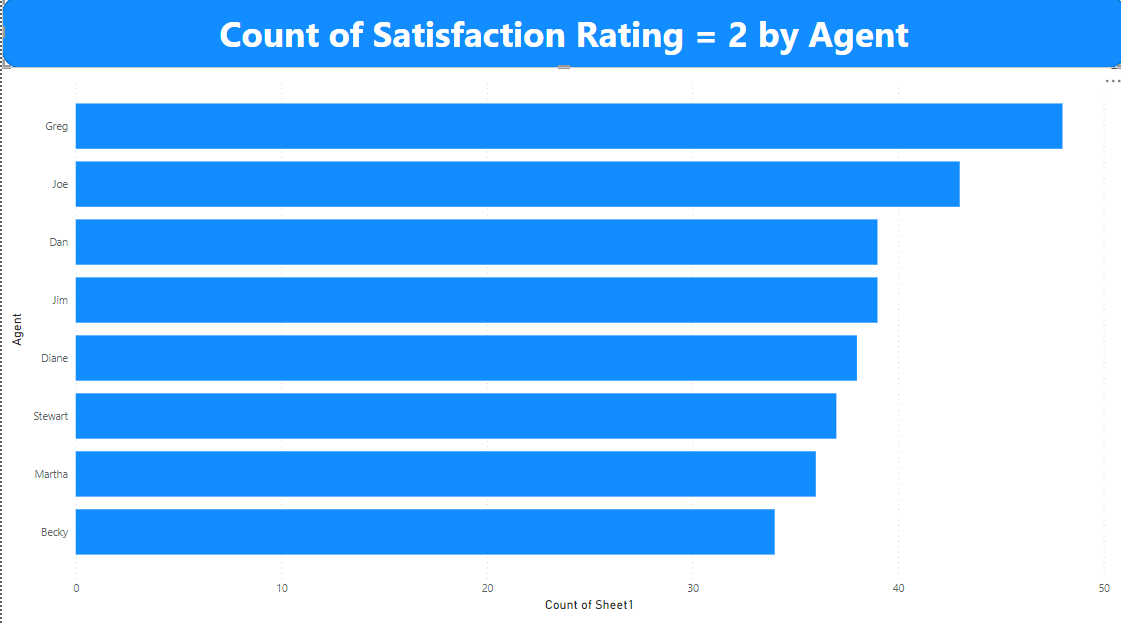 Count of Satisfaction Rating = 2 by Agent
Greg
Joe
Dan
Jim
Diane
Stewart
Martha
Becky
Agent
0 10 20 30 40 50
Count of Sheet1